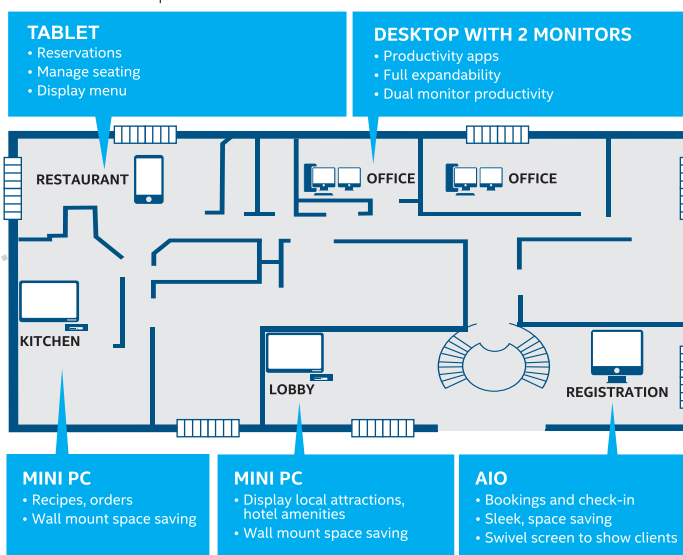 TABLET
• Reservations
• Manage seating
• Display menu
DESKTOP WITH 2 MONITORS
• Productivity apps
• Full expandability
• Dual monitor productivity
RESTAURANT
OFFICE
OFFICE
KITCHEN
LOBBY
REGISTRATION
MINI PC
• Recipes, orders
• Wall mount space saving
MINI PC
• Display local attractions,
hotel amenities
• Wall mount space saving
AIO
• Bookings and check-in
• Sleek, space saving
• Swivel screen to show clients